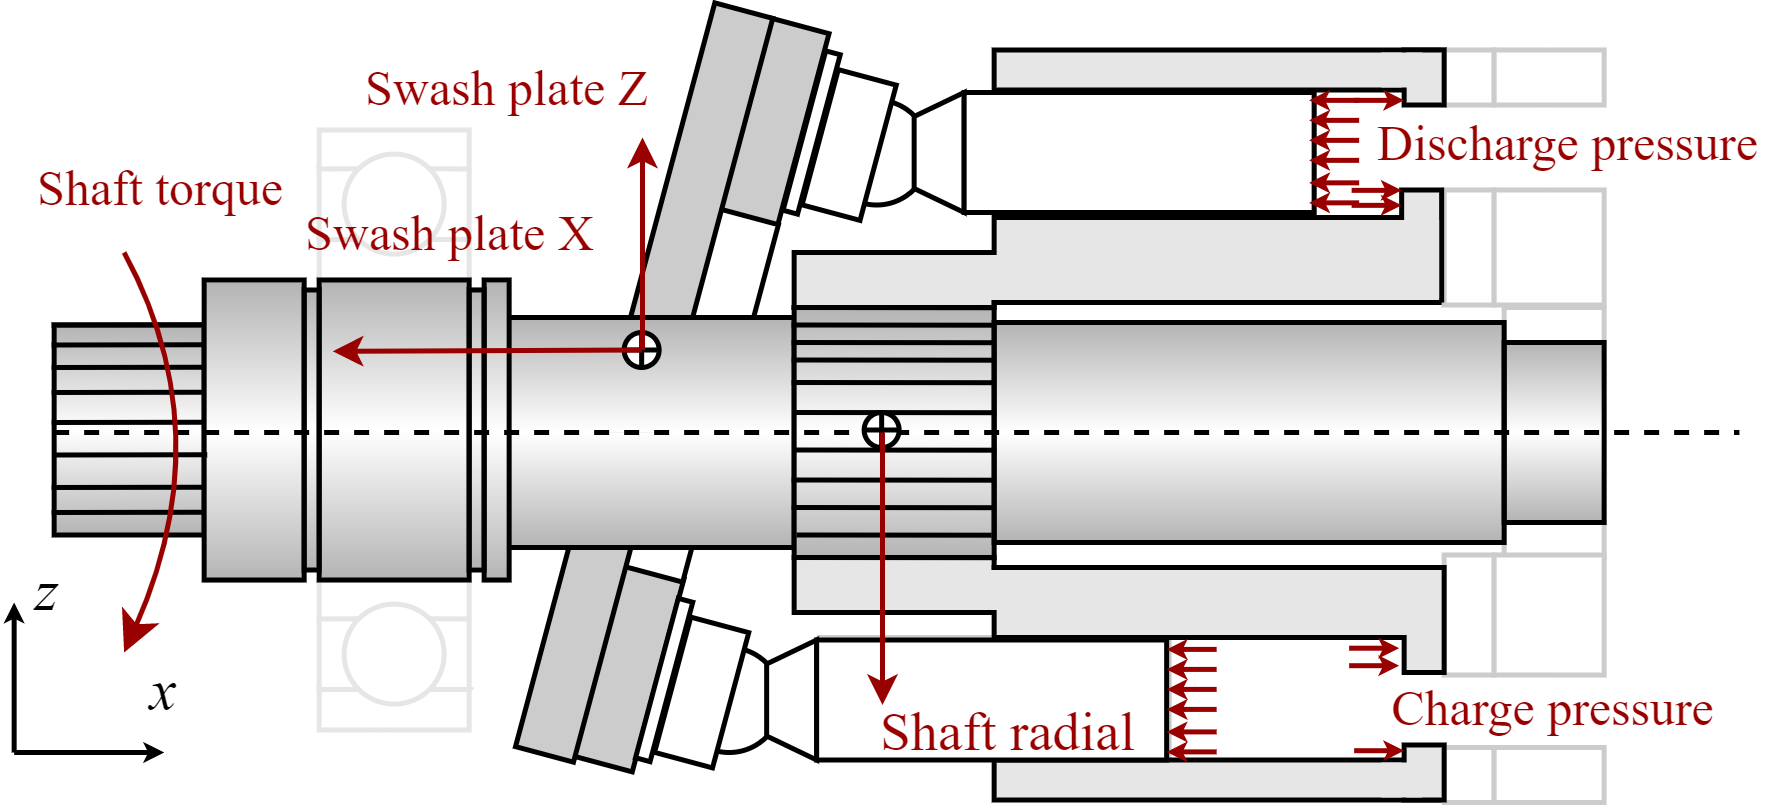 Swash plate Z
Discharge pressure
Shaft torque
Swash plate X
z
x
Charge pressure
Shaft radial